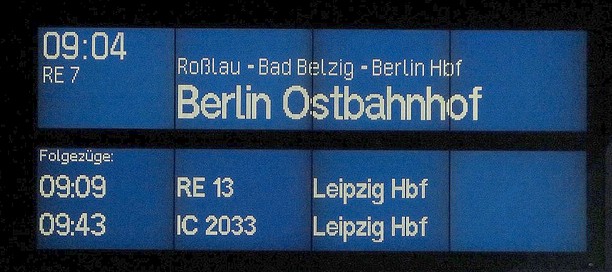 09:04
RE 7
Roßlau - Bad Belzig - Berlin Hbf
Berlin Ostbahnhof
Folgezüge:
09:09 RE 13 Leipzig Hbf
09:43 IC 2033 Leipzig Hbf